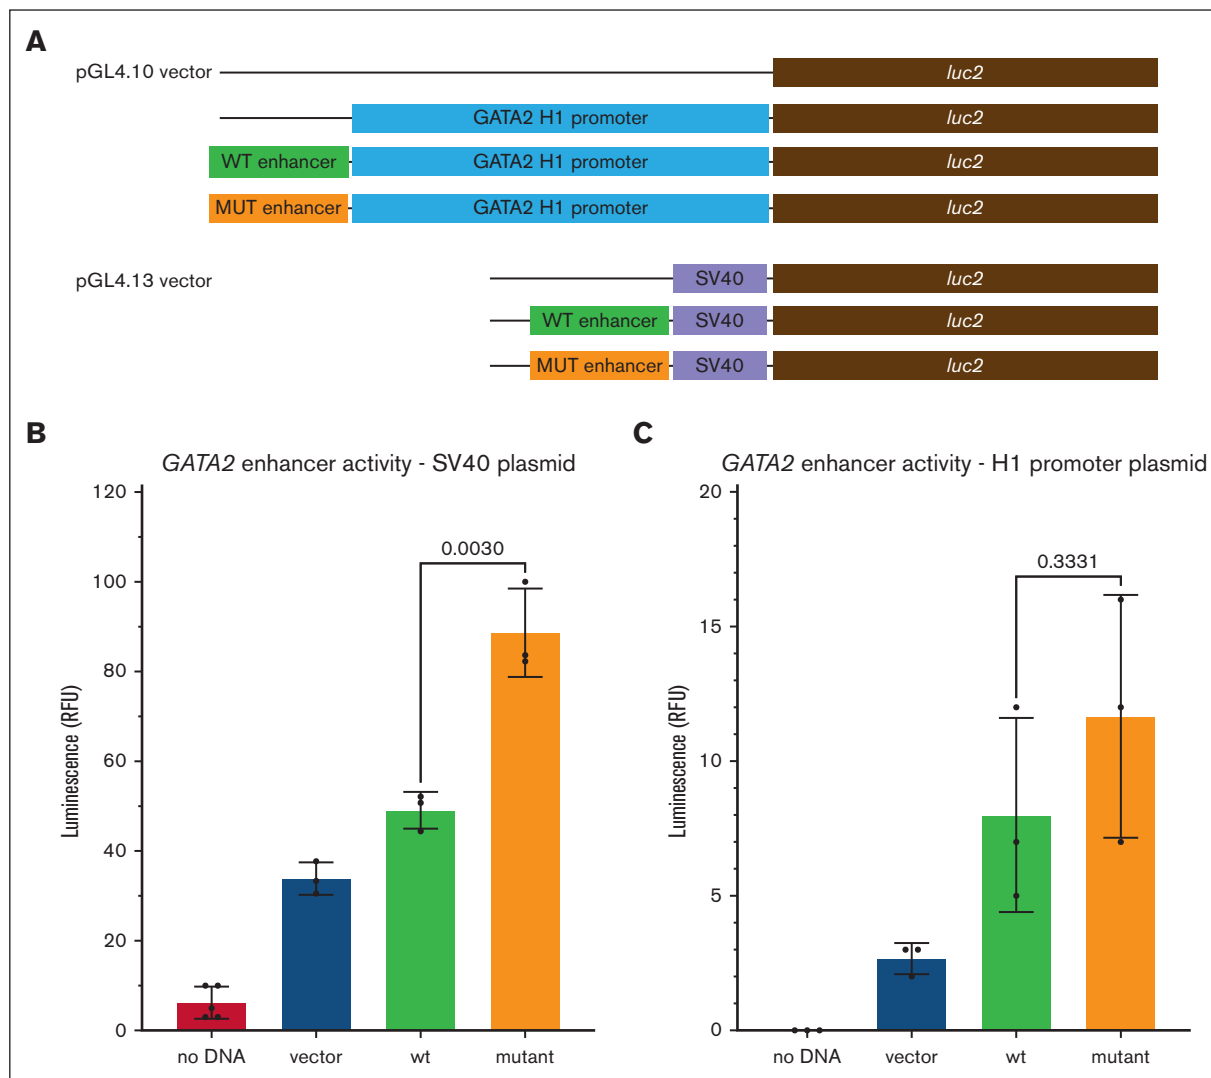 A
pGL4.10 vector
luc2
GATA2 H1 promoter
luc2
WT enhancer
GATA2 H1 promoter
luc2
MUT enhancer
GATA2 H1 promoter
luc2
pGL4.13 vector
SV40
luc2
WT enhancer
SV40
luc2
MUT enhancer
SV40
luc2
B
GATA2 enhancer activity - SV40 plasmid
120
100
80
60
40
20
0
Luminescence (RFU)
0.0030
no DNA
vector
wt
mutant
C
GATA2 enhancer activity - H1 promoter plasmid
20
15
10
5
0
Luminescence (RFU)
0.3331
no DNA
vector
wt
mutant